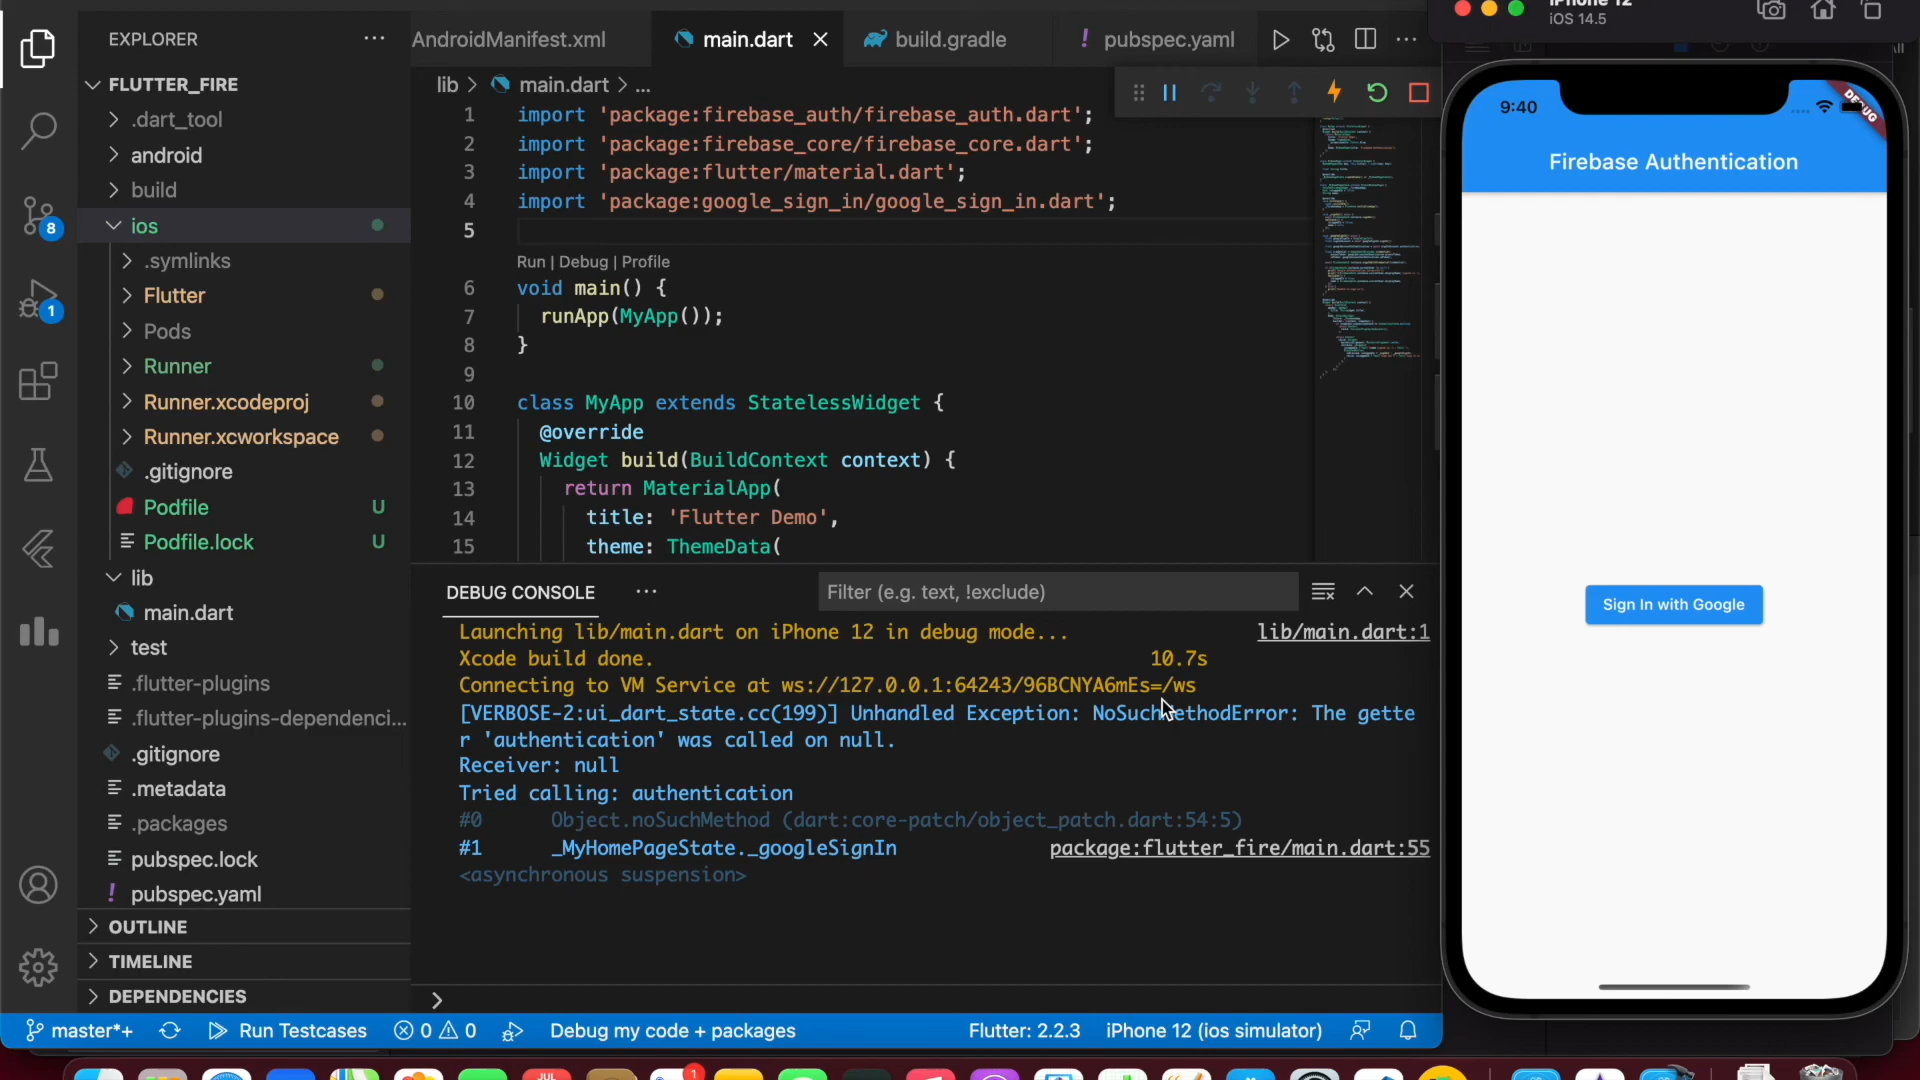 EXPLORER
FLUTTER_FIRE
.dart_tool
android
build
ios
.symlinks
Flutter
Pods
Runner
Runner.xcodeproj
Runner.xcworkspace
.gitignore
Podfile U
Podfile.lock U
lib
main.dart
test
.flutter-plugins
.flutter-plugins-dependenci...
.gitignore
.metadata
.packages
pubspec.lock
pubspec.yaml
OUTLINE
TIMELINE
DEPENDENCIES
8
1
AndroidManifest.xml main.dart build.gradle pubspec.yaml
lib > main.dart > ...
1 import 'package:firebase_auth/firebase_auth.dart';
2 import 'package:firebase_core/firebase_core.dart';
3 import 'package:flutter/material.dart';
4 import 'package:google_sign_in/google_sign_in.dart';
5
Run | Debug | Profile
6 void main() {
7 runApp(MyApp());
8 }
9
10 class MyApp extends StatelessWidget {
11 @override
12 Widget build(BuildContext context) {
13 return MaterialApp(
14 title: 'Flutter Demo',
15 theme: ThemeData(
DEBUG CONSOLE
Filter (e.g. text, !exclude)
Launching lib/main.dart on iPhone 12 in debug mode... lib/main.dart:1
Xcode build done. 10.7s
Connecting to VM Service at ws://127.0.0.1:64243/96BCNYA6mEs=/ws
[VERBOSE-2:ui_dart_state.cc(199)] Unhandled Exception: NoSuchMethodError: The gette
r 'authentication' was called on null.
Receiver: null
Tried calling: authentication
#0 Object.noSuchMethod (dart:core-patch/object_patch.dart:54:5)
#1 _MyHomePageState._googleSignIn package:flutter_fire/main.dart:55
<asynchronous suspension>
master*+ Run Testcases 0 0 Debug my code + packages Flutter: 2.2.3 iPhone 12 (ios simulator)
iPhone 12
iOS 14.5
9:40
DEBUG
Firebase Authentication
Sign In with Google
JUL
1